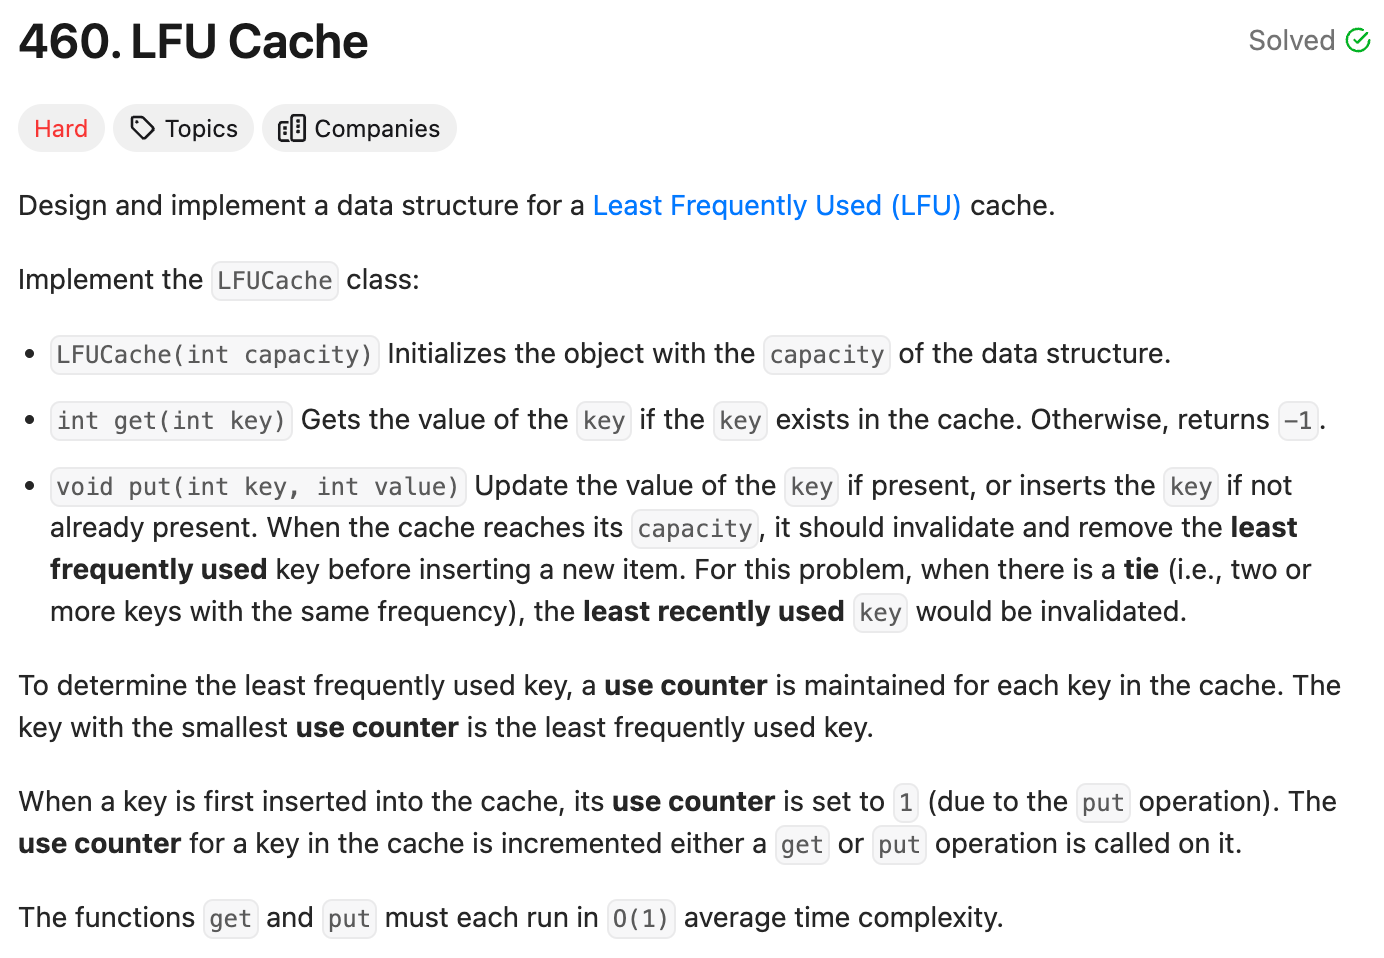 460. LFU Cache
Solved
Hard
Topics
Companies
Design and implement a data structure for a Least Frequently Used (LFU) cache.
Implement the LFUCache class:
• LFUCache(int capacity) Initializes the object with the capacity of the data structure.
• int get(int key) Gets the value of the key if the key exists in the cache. Otherwise, returns -1.
• void put(int key, int value) Update the value of the key if present, or inserts the key if not
already present. When the cache reaches its capacity, it should invalidate and remove the least
frequently used key before inserting a new item. For this problem, when there is a tie (i.e., two or
more keys with the same frequency), the least recently used key would be invalidated.
To determine the least frequently used key, a use counter is maintained for each key in the cache. The
key with the smallest use counter is the least frequently used key.
When a key is first inserted into the cache, its use counter is set to 1 (due to the put operation). The
use counter for a key in the cache is incremented either a get or put operation is called on it.
The functions get and put must each run in O(1) average time complexity.